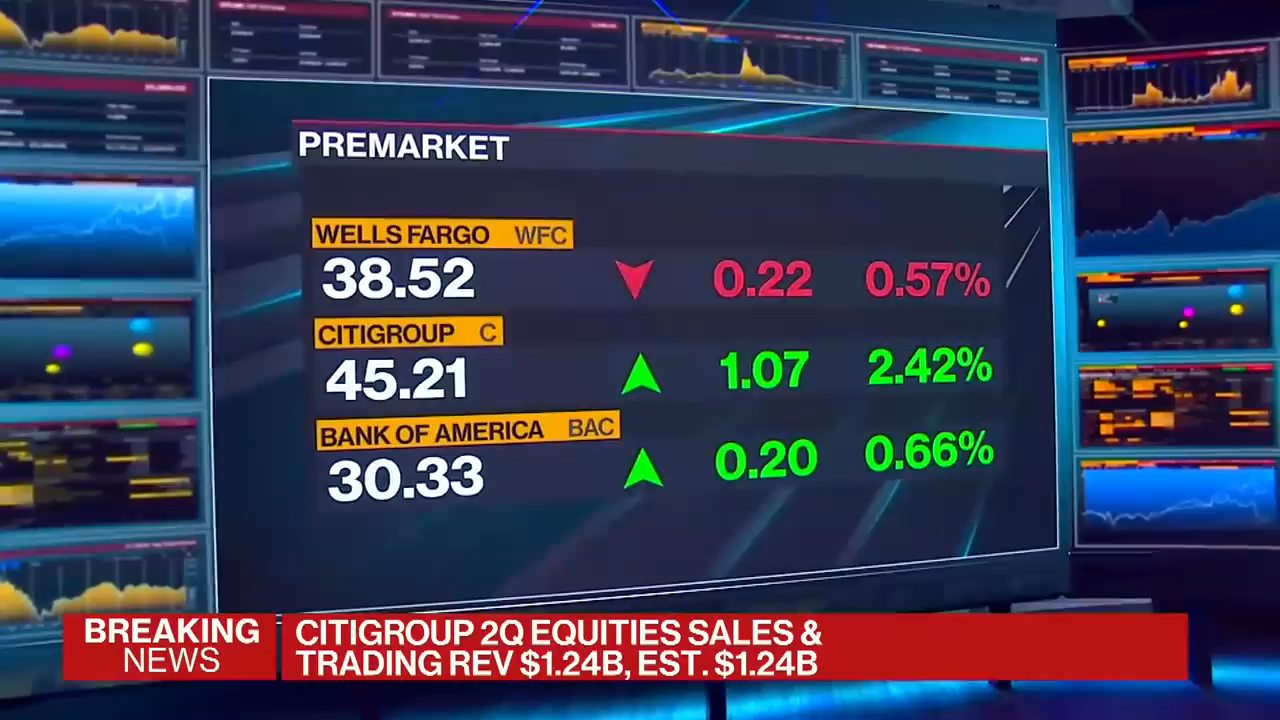 PREMARKET
WELLS FARGO WFC
38.52 0.22 0.57%
CITIGROUP C
45.21 1.07 2.42%
BANK OF AMERICA BAC
30.33 0.20 0.66%
BREAKING NEWS
CITIGROUP 2Q EQUITIES SALES &
TRADING REV $1.24B, EST. $1.24B